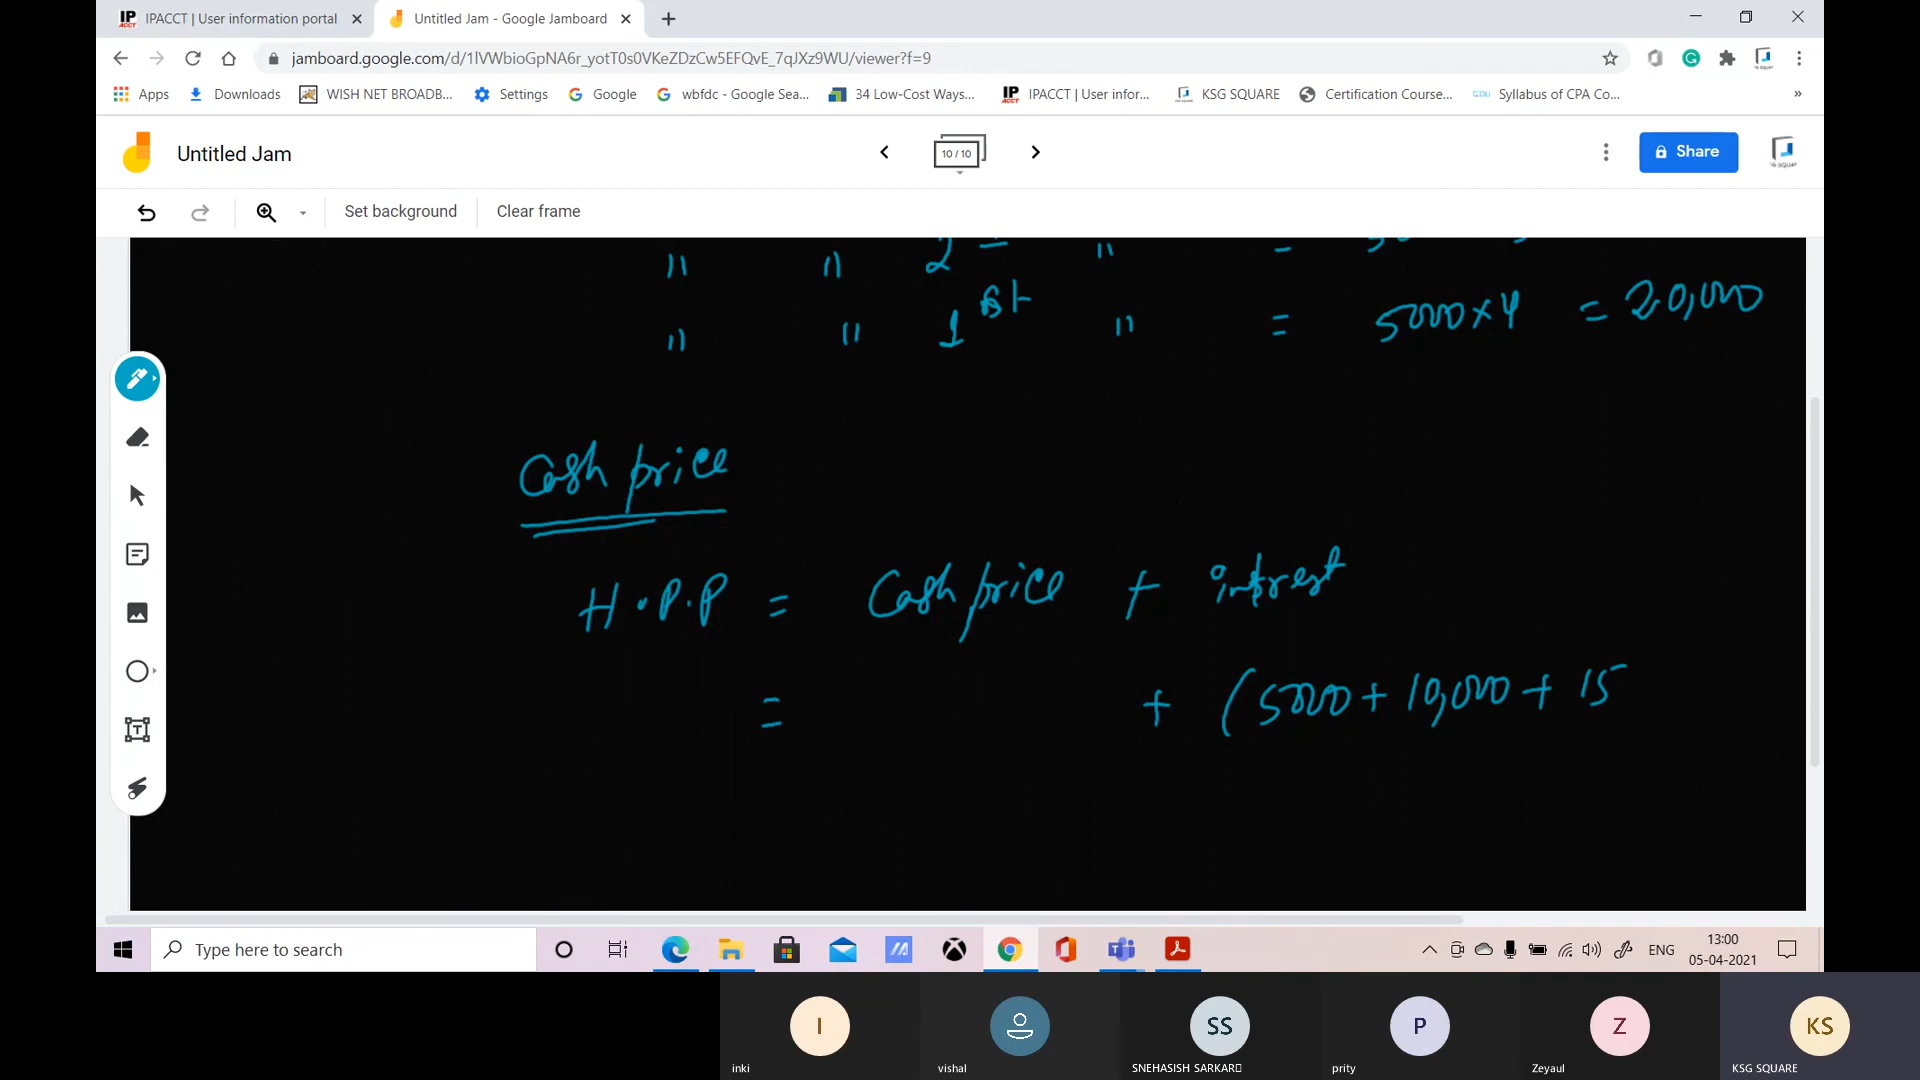 IPACCT | User information portal
Untitled Jam - Google Jamboard
jamboard.google.com/d/1lVWbioGpNA6r_yotT0s0VKeZDzCw5EFQvE_7qJXz9WU/viewer?f=9
Apps Downloads WISH NET BROADB... Settings Google wbfdc - Google Sea... 34 Low-Cost Ways... IPACCT | User infor... KSG SQUARE Certification Course... Syllabus of CPA Co... »
Untitled Jam 10 / 10 Share
Set background Clear frame
" " 2 " =
" " 1st " = 5000×4 = 20,000
Cash price
H.P.P = Cash price + intrest
= + (5000 + 10,000 + 15
Type here to search
ENG 13:00
05-04-2021
I SS P Z KS
inki vishal SNEHASISH SARKAR prity Zeyaul KSG SQUARE